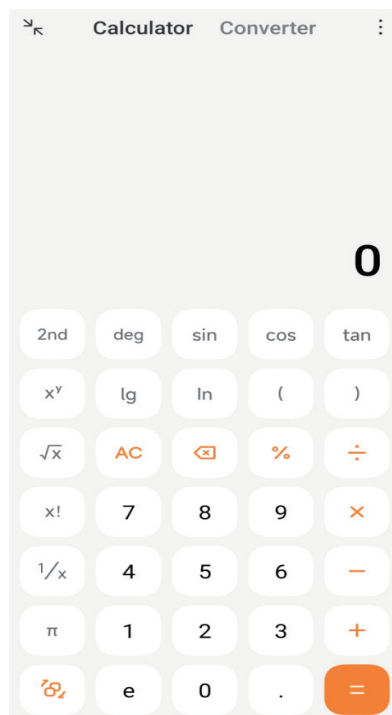 Calculator Converter
0
2nd deg sin cos tan
xʸ lg ln ( )
√x AC % ÷
x! 7 8 9 ×
1/x 4 5 6 −
π 1 2 3 +
e 0 . =